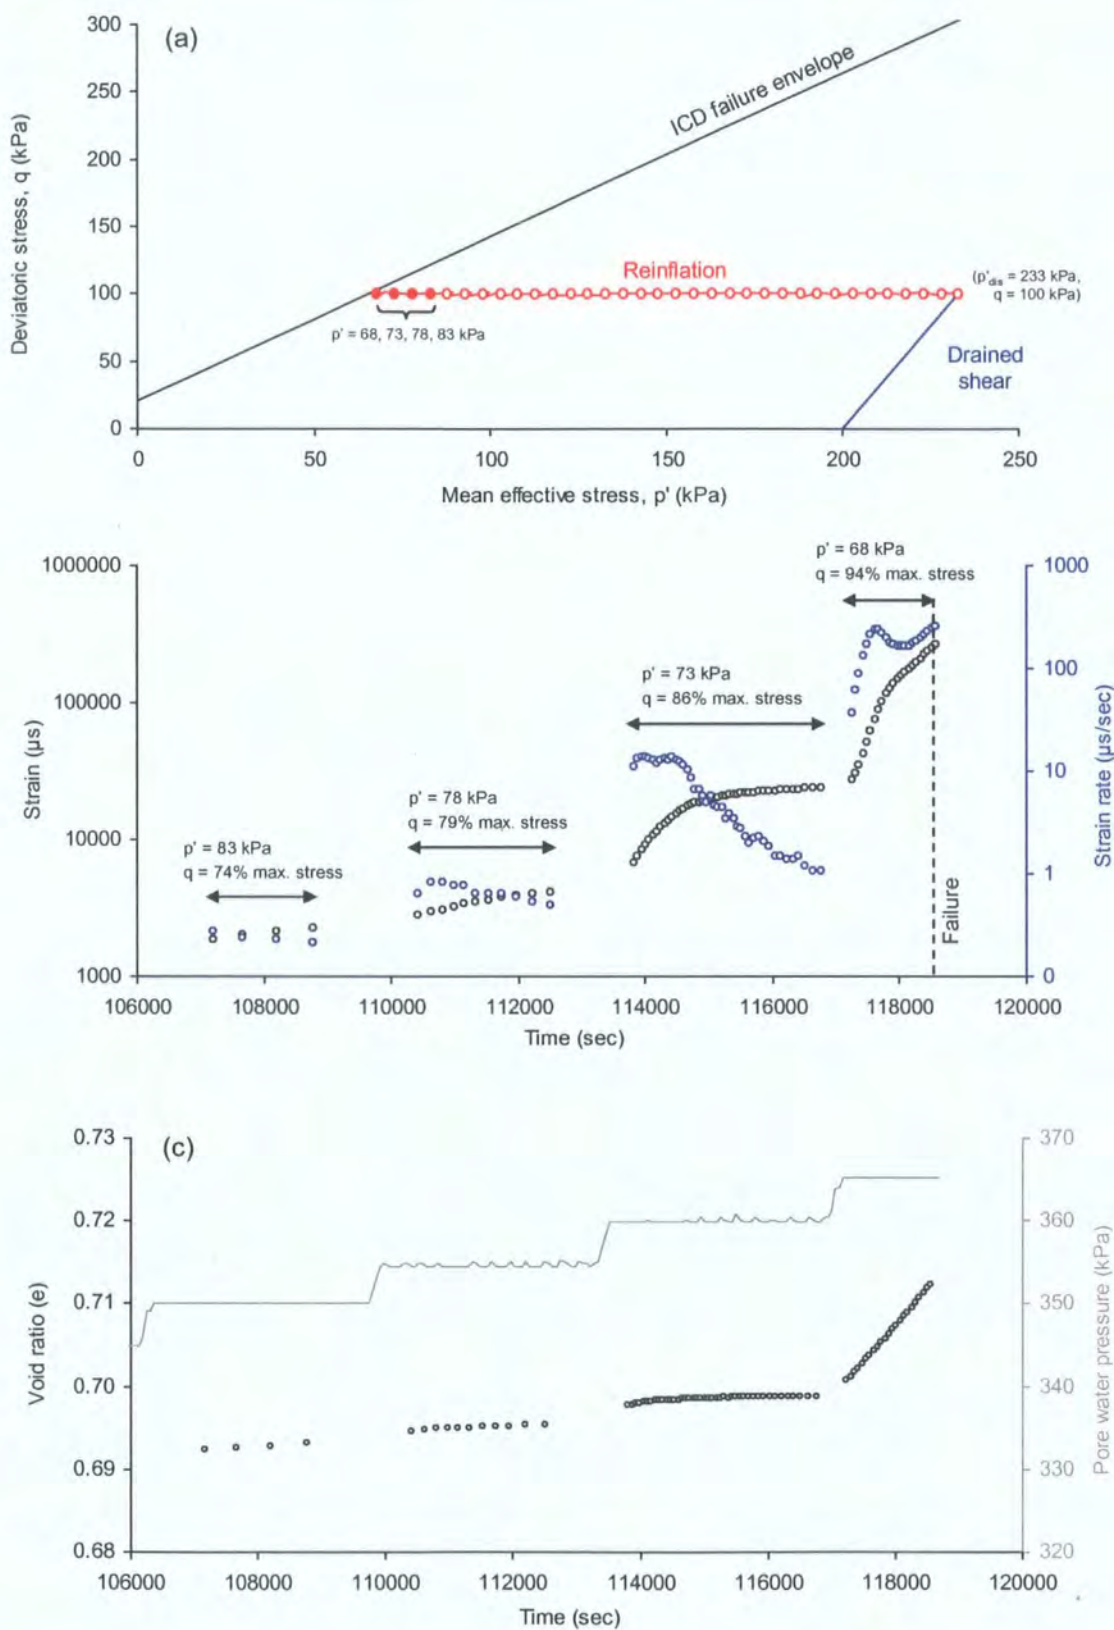 (a)
300
250
200
150
100
50
0
Deviatoric stress, q (kPa)
ICD failure envelope
Reinflation
(p'dis = 233 kPa,
q = 100 kPa)
p' = 68, 73, 78, 83 kPa
Drained
shear
0
50
100
150
200
250
Mean effective stress, p' (kPa)
1000000
100000
10000
1000
Strain (µs)
p' = 83 kPa
q = 74% max. stress
p' = 78 kPa
q = 79% max. stress
p' = 73 kPa
q = 86% max. stress
p' = 68 kPa
q = 94% max. stress
Failure
1000
100
10
1
0
Strain rate (µs/sec)
106000
108000
110000
112000
114000
116000
118000
120000
Time (sec)
(c)
0.73
0.72
0.71
0.70
0.69
0.68
Void ratio (e)
370
360
350
340
330
320
Pore water pressure (kPa)
106000
108000
110000
112000
114000
116000
118000
120000
Time (sec)